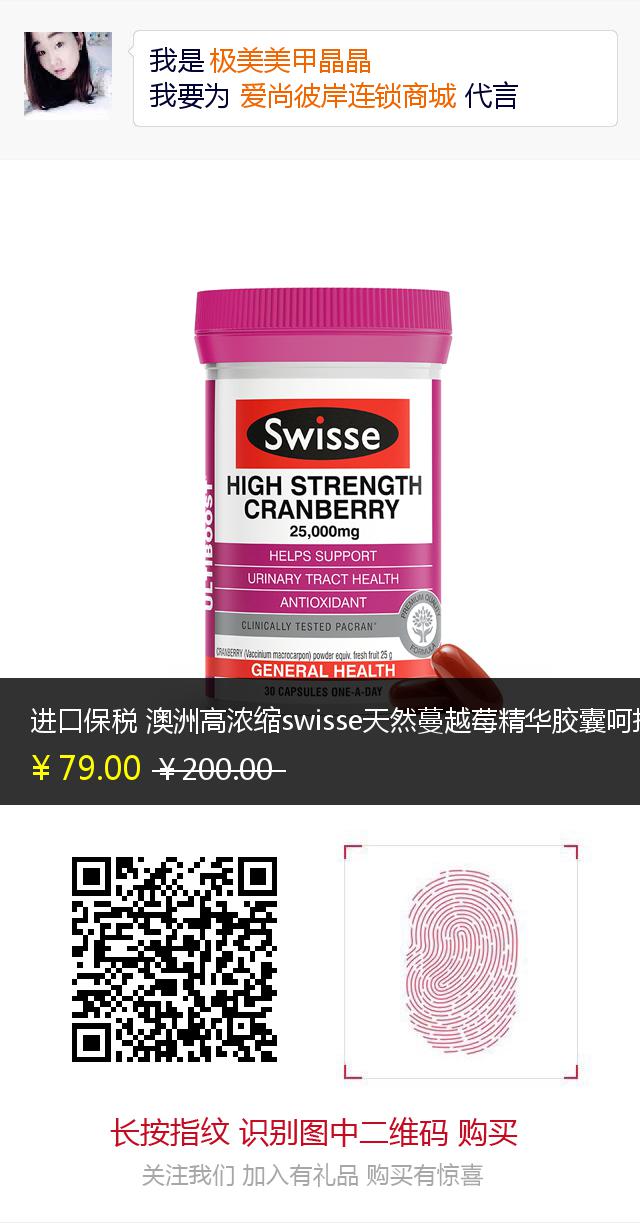 我是 极美美甲晶晶
我要为 爱尚彼岸连锁商城 代言
Swisse
HIGH STRENGTH
CRANBERRY
25,000mg
ULTIBOOST
HELPS SUPPORT
URINARY TRACT HEALTH
ANTIOXIDANT
PREMIUM QUALITY
FORMULA
CLINICALLY TESTED PACRAN®
CRANBERRY (Vaccinium macrocarpon) powder equiv. fresh fruit 25 g
GENERAL HEALTH
30 CAPSULES ONE-A-DAY
进口保税 澳洲高浓缩swisse天然蔓越莓精华胶囊呵
¥ 79.00 ¥ 200.00
长按指纹 识别图中二维码 购买
关注我们 加入有礼品 购买有惊喜